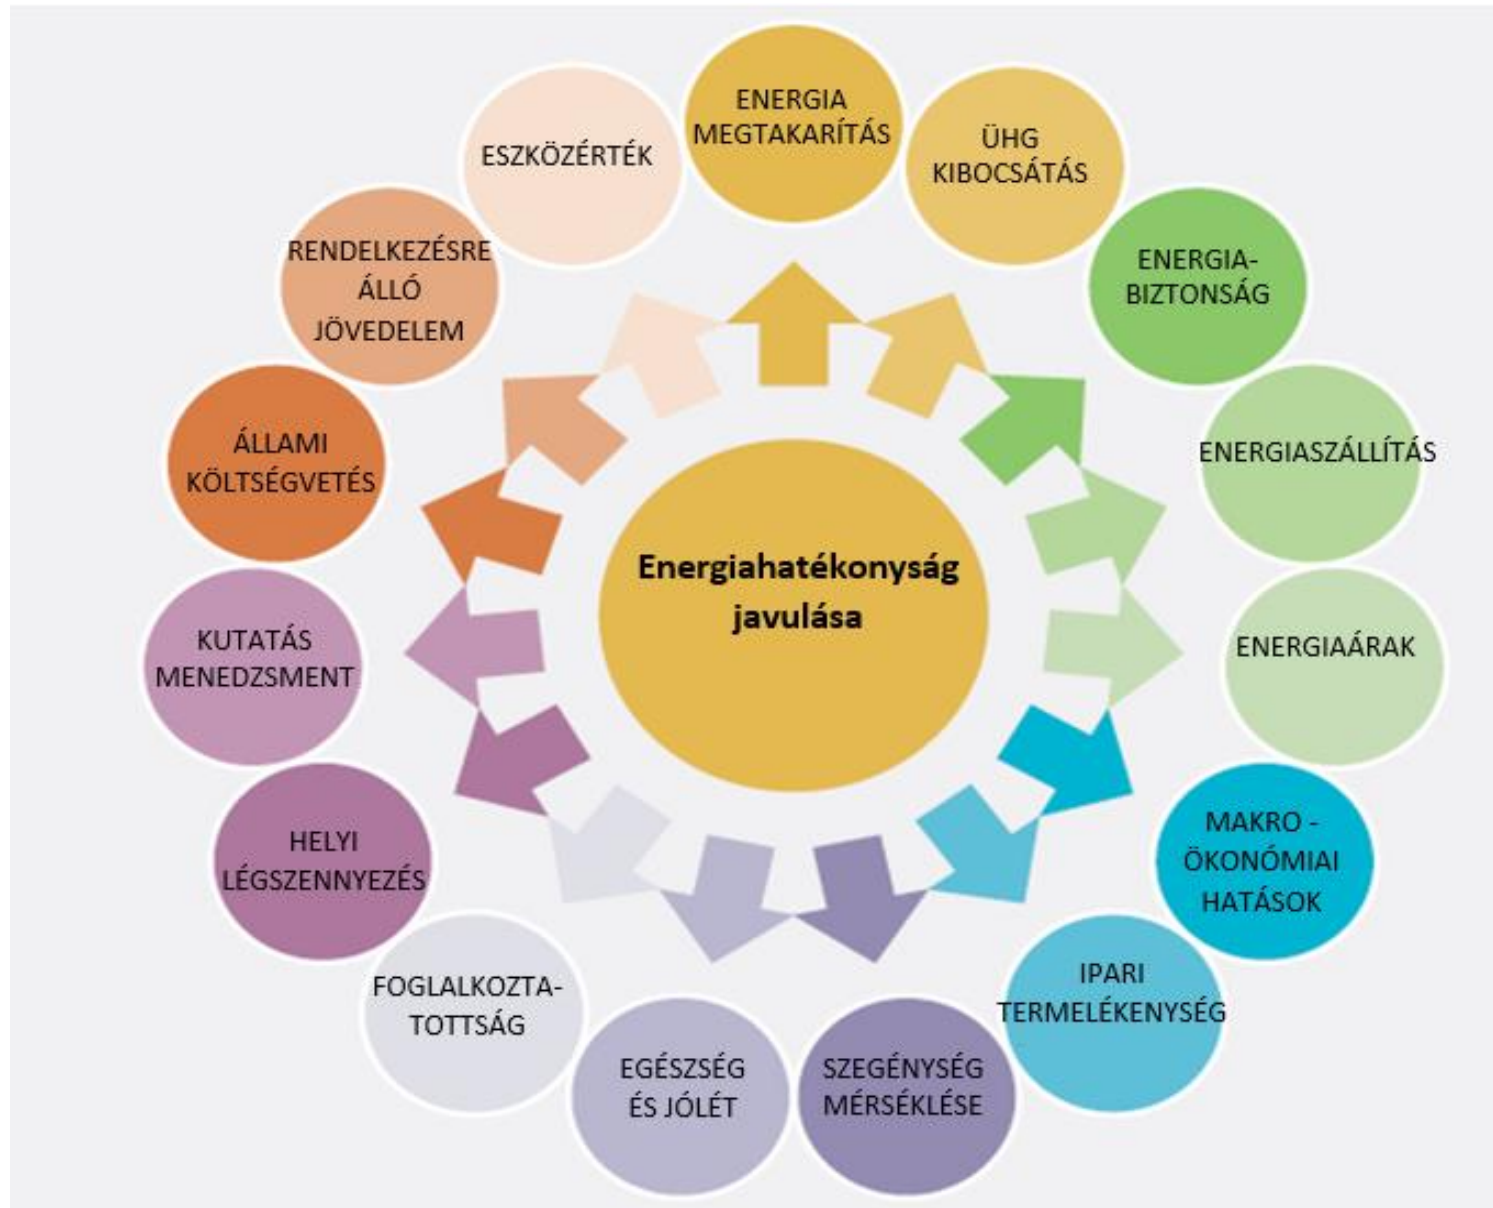 ENERGIA
MEGTAKARÍTÁS
ÜHG
KIBOCSÁTÁS
ENERGIA-
BIZTONSÁG
ENERGIASZÁLLÍTÁS
ENERGIAÁRAK
MAKRO -
ÖKONÓMIAI
HATÁSOK
IPARI
TERMELÉKENYSÉG
SZEGÉNYSÉG
MÉRSÉKLÉSE
EGÉSZSÉG
ÉS JÓLÉT
FOGLALKOZTA-
TOTTSÁG
HELYI
LÉGSZENNYEZÉS
KUTATÁS
MENEDZSMENT
ÁLLAMI
KÖLTSÉGVETÉS
RENDELKEZÉSRE
ÁLLÓ
JÖVEDELEM
ESZKÖZÉRTÉK
Energiahatékonyság
javulása